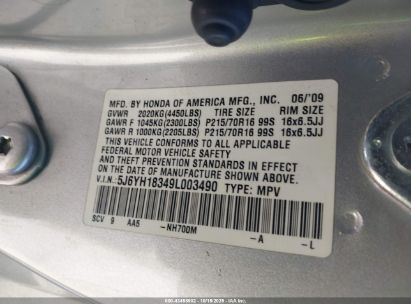 MFD. BY HONDA OF AMERICA MFG., INC. 06/'09
GVWR 2020KG(4450LBS) TIRE SIZE RIM SIZE
GAWR F 1045KG(2300LBS) P215/70R16 99S 16x6.5JJ
GAWR R 1000KG(2205LBS) P215/70R16 99S 16x6.5JJ
THIS VEHICLE CONFORMS TO ALL APPLICABLE
FEDERAL MOTOR VEHICLE SAFETY
AND THEFT PREVENTION STANDARDS IN EFFECT
ON THE DATE OF MANUFACTURE SHOWN ABOVE.
V.I.N: 5J6YH18349L003490 TYPE: MPV
SCV 9 AA5 -NH700M -A -L